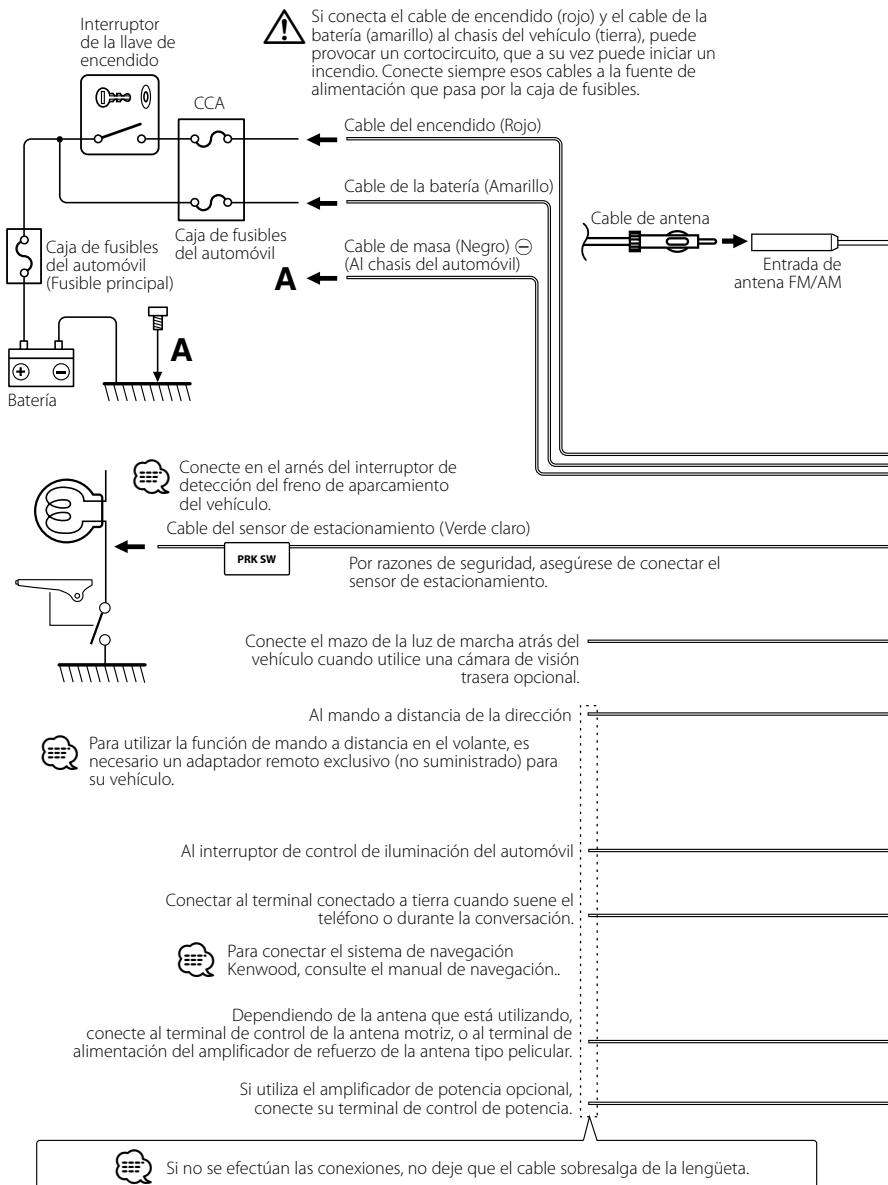 Interruptor
de la llave de
encendido
Si conecta el cable de encendido (rojo) y el cable de la
batería (amarillo) al chasis del vehículo (tierra), puede
provocar un cortocircuito, que a su vez puede iniciar un
incendio. Conecte siempre esos cables a la fuente de
alimentación que pasa por la caja de fusibles.
CCA
Cable del encendido (Rojo)
Cable de la batería (Amarillo)
Caja de fusibles
del automóvil
(Fusible principal)
Caja de fusibles
del automóvil
Cable de masa (Negro) ⊖
(Al chasis del automóvil)
A
Cable de antena
Entrada de
antena FM/AM
A
+ −
Batería
Conecte en el arnés del interruptor de
detección del freno de aparcamiento
del vehículo.
Cable del sensor de estacionamiento (Verde claro)
PRK SW
Por razones de seguridad, asegúrese de conectar el
sensor de estacionamiento.
Conecte el mazo de la luz de marcha atrás del
vehículo cuando utilice una cámara de visión
trasera opcional.
Al mando a distancia de la dirección
Para utilizar la función de mando a distancia en el volante, es
necesario un adaptador remoto exclusivo (no suministrado) para
su vehículo.
Al interruptor de control de iluminación del automóvil
Conectar al terminal conectado a tierra cuando suene el
teléfono o durante la conversación.
Para conectar el sistema de navegación
Kenwood, consulte el manual de navegación..
Dependiendo de la antena que está utilizando,
conecte al terminal de control de la antena motriz, o al terminal de
alimentación del amplificador de refuerzo de la antena tipo pelicular.
Si utiliza el amplificador de potencia opcional,
conecte su terminal de control de potencia.
Si no se efectúan las conexiones, no deje que el cable sobresalga de la lengüeta.